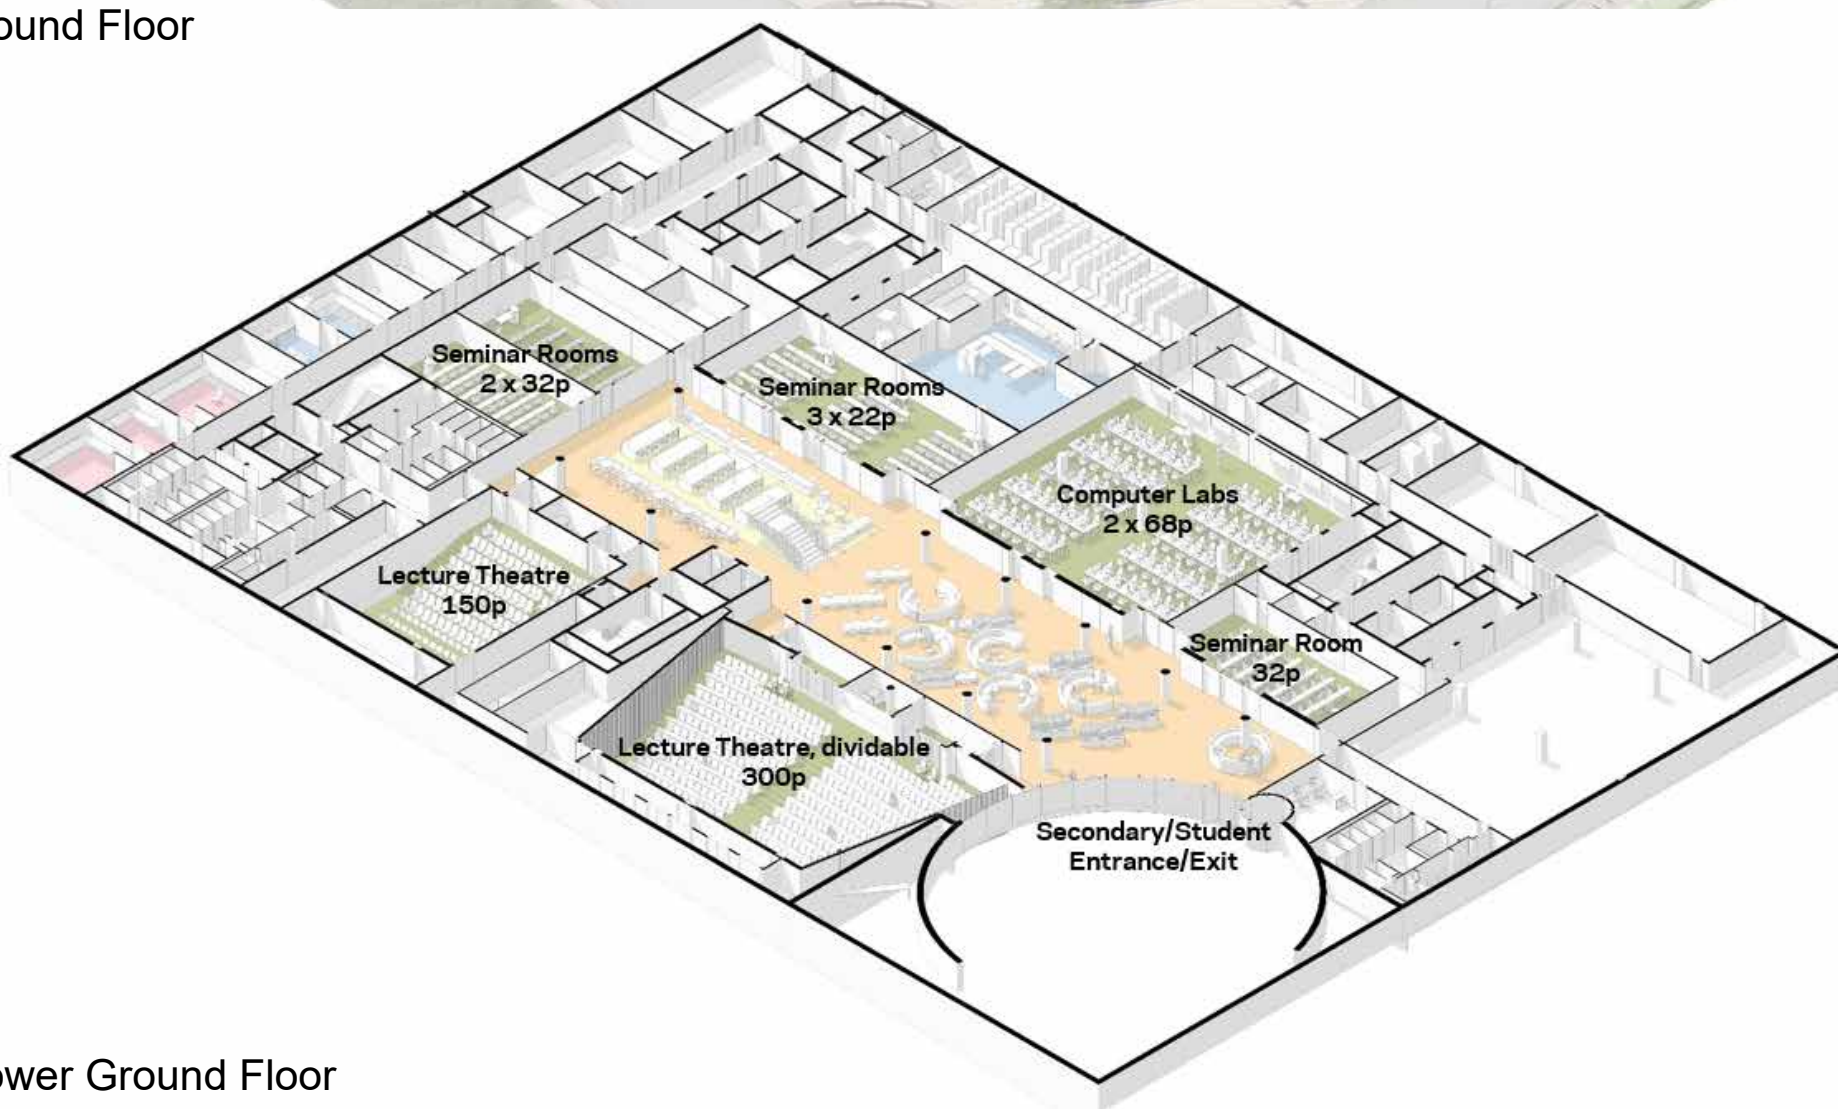 ound Floor
Seminar Rooms
2 x 32p
Seminar Rooms
3 x 22p
Computer Labs
2 x 68p
Lecture Theatre
150p
Seminar Room
32p
Lecture Theatre, dividable
300p
Secondary/Student
Entrance/Exit
ower Ground Floor